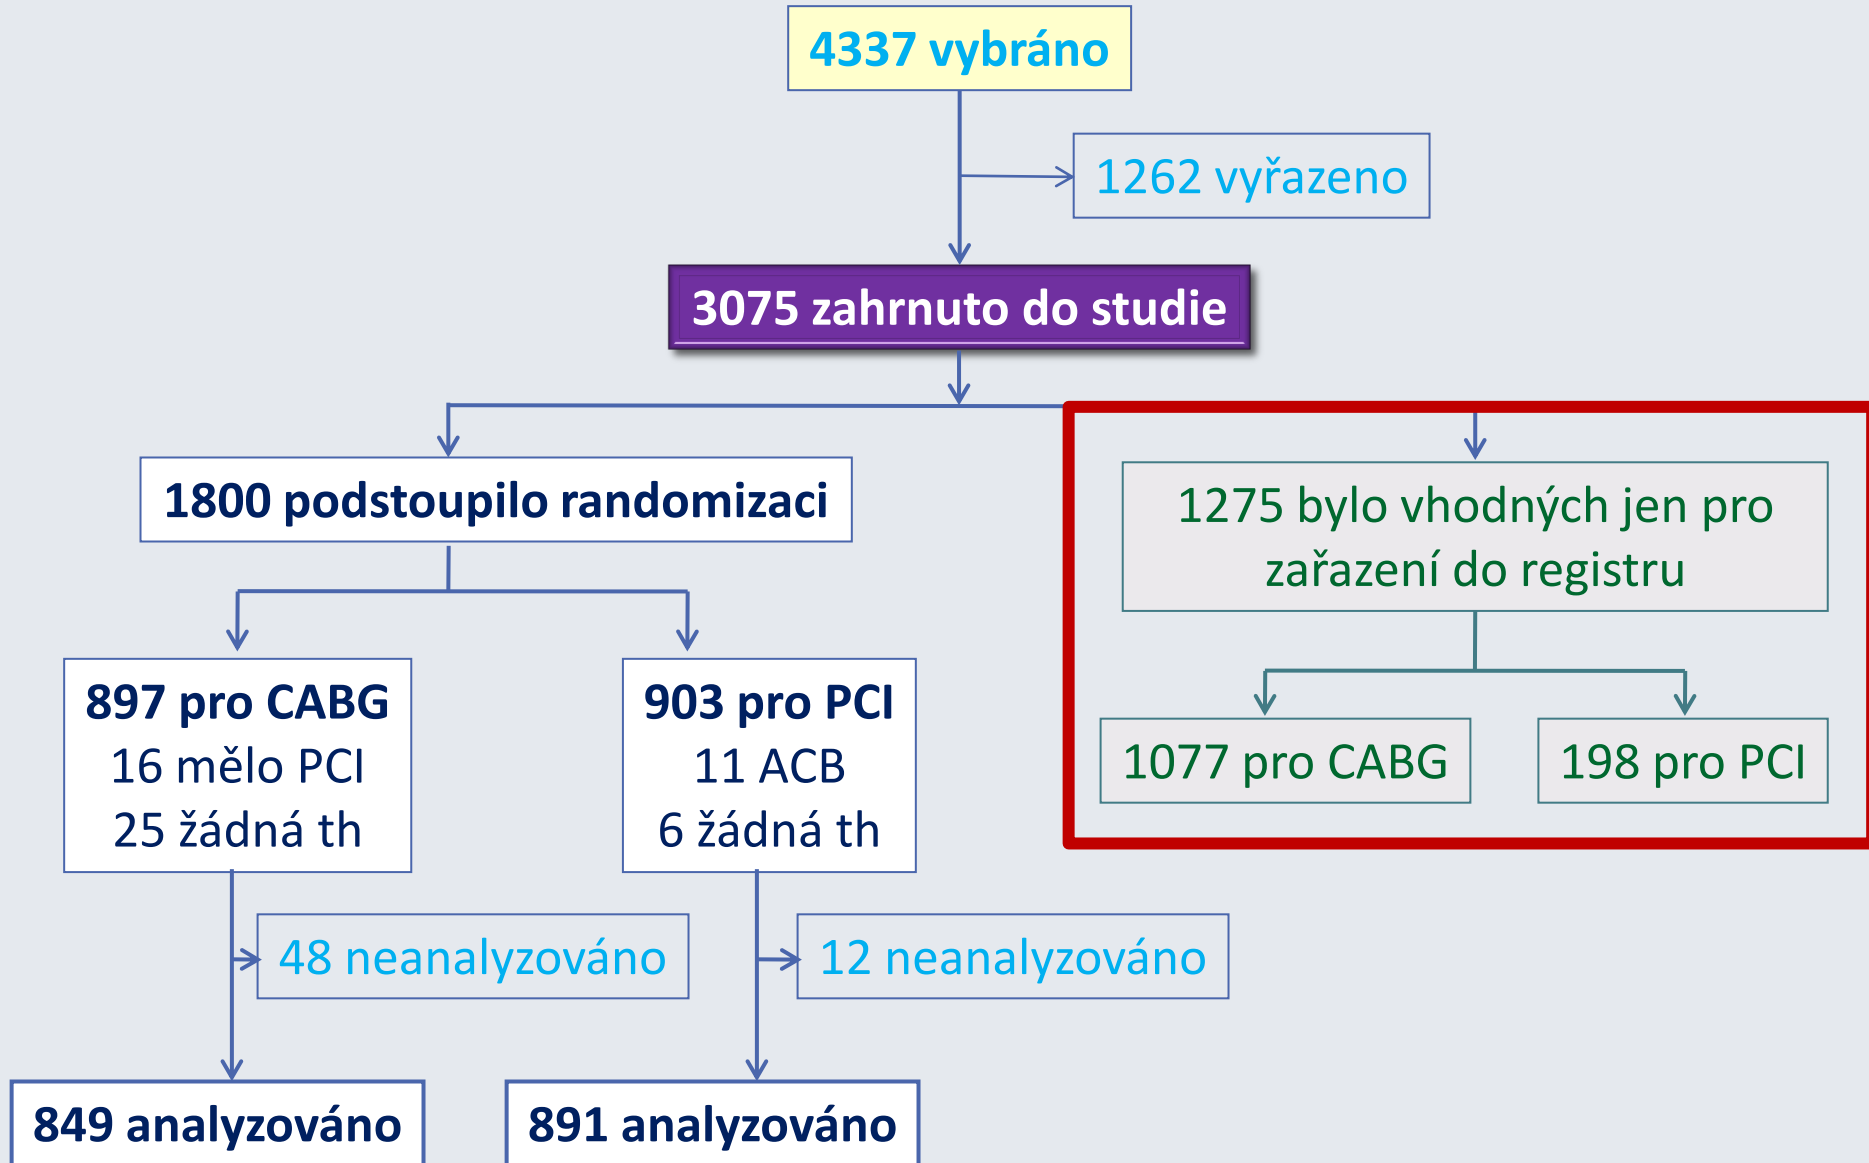 4337 vybráno
1262 vyřazeno
3075 zahrnuto do studie
1800 podstoupilo randomizaci
1275 bylo vhodných jen pro
zařazení do registru
897 pro CABG
16 mělo PCI
25 žádná th
903 pro PCI
11 ACB
6 žádná th
1077 pro CABG
198 pro PCI
48 neanalyzováno
12 neanalyzováno
849 analyzováno
891 analyzováno